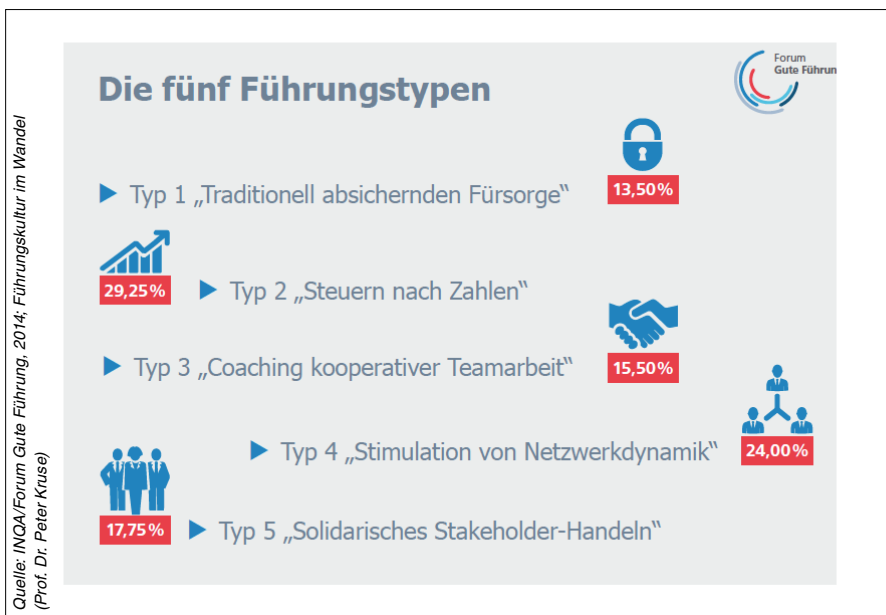 Quelle: INQA/Forum Gute Führung, 2014; Führungskultur im Wandel
(Prof. Dr. Peter Kruse)
Die fünf Führungstypen
Forum
Gute Führun
Typ 1 „Traditionell absichernden Fürsorge“
13,50%
29,25%
Typ 2 „Steuern nach Zahlen“
Typ 3 „Coaching kooperativer Teamarbeit“
15,50%
Typ 4 „Stimulation von Netzwerkdynamik“
24,00%
17,75%
Typ 5 „Solidarisches Stakeholder-Handeln“